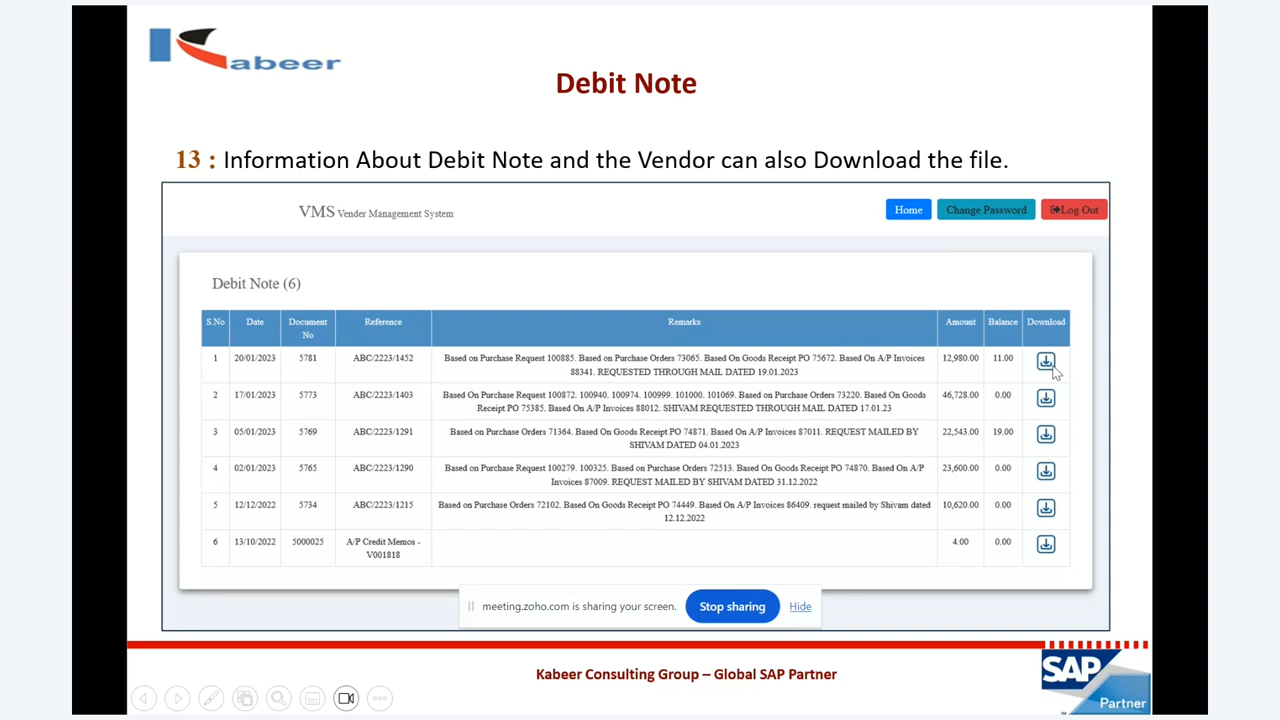 Kabeer
Debit Note
13 : Information About Debit Note and the Vendor can also Download the file.
VMS Vender Management System
Home
Change Password
Log Out
Debit Note (6)
S.No Date Document No Reference Remarks Amount Balance Download
1 20/01/2023 5781 ABC/2223/1452 Based on Purchase Request 100885. Based on Purchase Orders 73065. Based On Goods Receipt PO 75672. Based On A/P Invoices 12,980.00 11.00
88341. REQUESTED THROUGH MAIL DATED 19.01.2023
2 17/01/2023 5773 ABC/2223/1403 Based On Purchase Request 100872. 100940. 100974. 100999. 101000. 101069. Based on Purchase Orders 73220. Based On Goods 46,728.00 0.00
Receipt PO 75385. Based On A/P Invoices 88012. SHIVAM REQUESTED THROUGH MAIL DATED 17.01.23
3 05/01/2023 5769 ABC/2223/1291 Based on Purchase Orders 71364. Based On Goods Receipt PO 74871. Based On A/P Invoices 87011. REQUEST MAILED BY 22,543.00 19.00
SHIVAM DATED 04.01.2023
4 02/01/2023 5765 ABC/2223/1290 Based on Purchase Request 100279. 100325. Based on Purchase Orders 72513. Based On Goods Receipt PO 74870. Based On A/P 23,600.00 0.00
Invoices 87009. REQUEST MAILED BY SHIVAM DATED 31.12.2022
5 12/12/2022 5734 ABC/2223/1215 Based on Purchase Orders 72102. Based On Goods Receipt PO 74449. Based On A/P Invoices 86409. request mailed by Shivam dated 10,620.00 0.00
12.12.2022
6 13/10/2022 5000025 A/P Credit Memos - 4.00 0.00
V001818
meeting.zoho.com is sharing your screen. Stop sharing Hide
Kabeer Consulting Group – Global SAP Partner
SAP
Partner